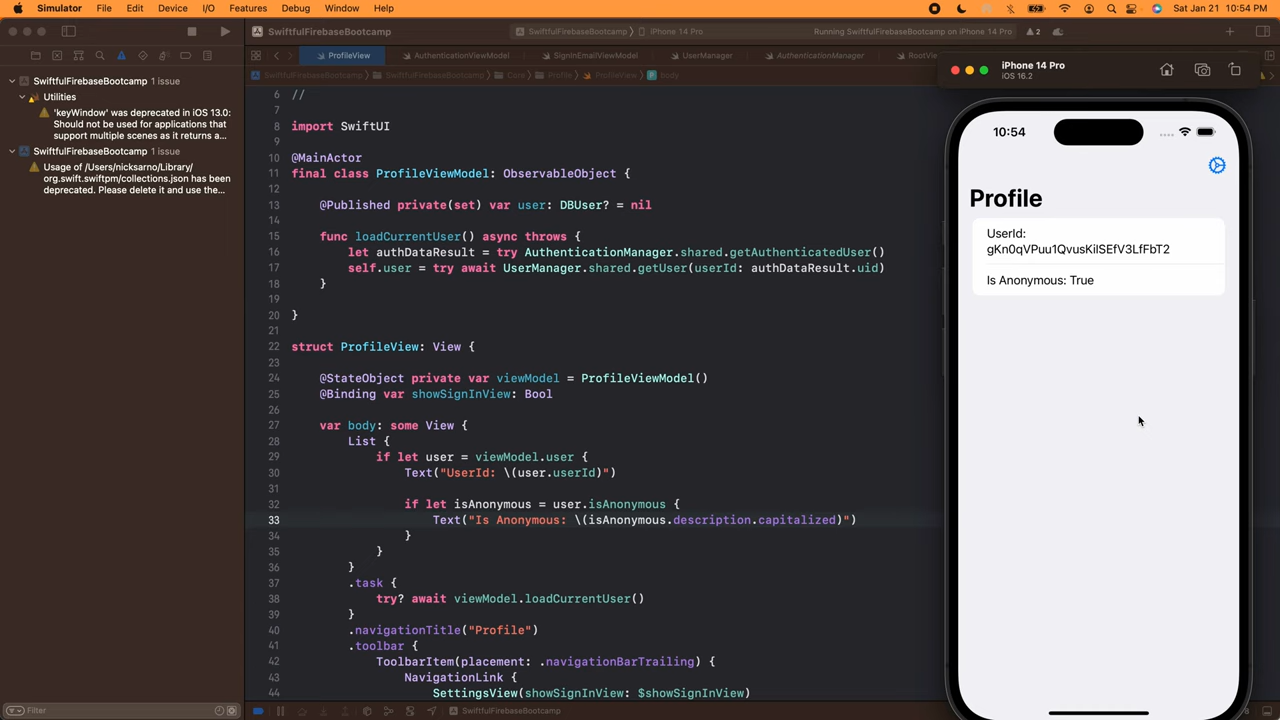 Simulator File Edit Device I/O Features Debug Window Help Sat Jan 21 10:54 PM
SwiftfulFirebaseBootcamp SwiftfulFirebaseBootcamp iPhone 14 Pro Running SwiftfulFirebaseBootcamp on iPhone 14 Pro 2
ProfileView AuthenticationViewModel SignInEmailViewModel UserManager AuthenticationManager RootVi
SwiftfulFirebaseBootcamp SwiftfulFirebaseBootcamp Core Profile ProfileView body
SwiftfulFirebaseBootcamp 1 issue
Utilities
'keyWindow' was deprecated in iOS 13.0:
Should not be used for applications that
support multiple scenes as it returns a...
SwiftfulFirebaseBootcamp 1 issue
Usage of /Users/nicksarno/Library/
org.swift.swiftpm/collections.json has been
deprecated. Please delete it and use the...
Filter
6 //
7
8 import SwiftUI
9
10 @MainActor
11 final class ProfileViewModel: ObservableObject {
12
13 @Published private(set) var user: DBUser? = nil
14
15 func loadCurrentUser() async throws {
16 let authDataResult = try AuthenticationManager.shared.getAuthenticatedUser()
17 self.user = try await UserManager.shared.getUser(userId: authDataResult.uid)
18 }
19
20 }
21
22 struct ProfileView: View {
23
24 @StateObject private var viewModel = ProfileViewModel()
25 @Binding var showSignInView: Bool
26
27 var body: some View {
28 List {
29 if let user = viewModel.user {
30 Text("UserId: \(user.userId)")
31
32 if let isAnonymous = user.isAnonymous {
33 Text("Is Anonymous: \(isAnonymous.description.capitalized)")
34 }
35 }
36 }
37 .task {
38 try? await viewModel.loadCurrentUser()
39 }
40 .navigationTitle("Profile")
41 .toolbar {
42 ToolbarItem(placement: .navigationBarTrailing) {
43 NavigationLink {
44 SettingsView(showSignInView: $showSignInView)
SwiftfulFirebaseBootcamp
iPhone 14 Pro
iOS 16.2
10:54
Profile
UserId:
gKn0qVPuu1QvusKilSEfV3LfFbT2
Is Anonymous: True